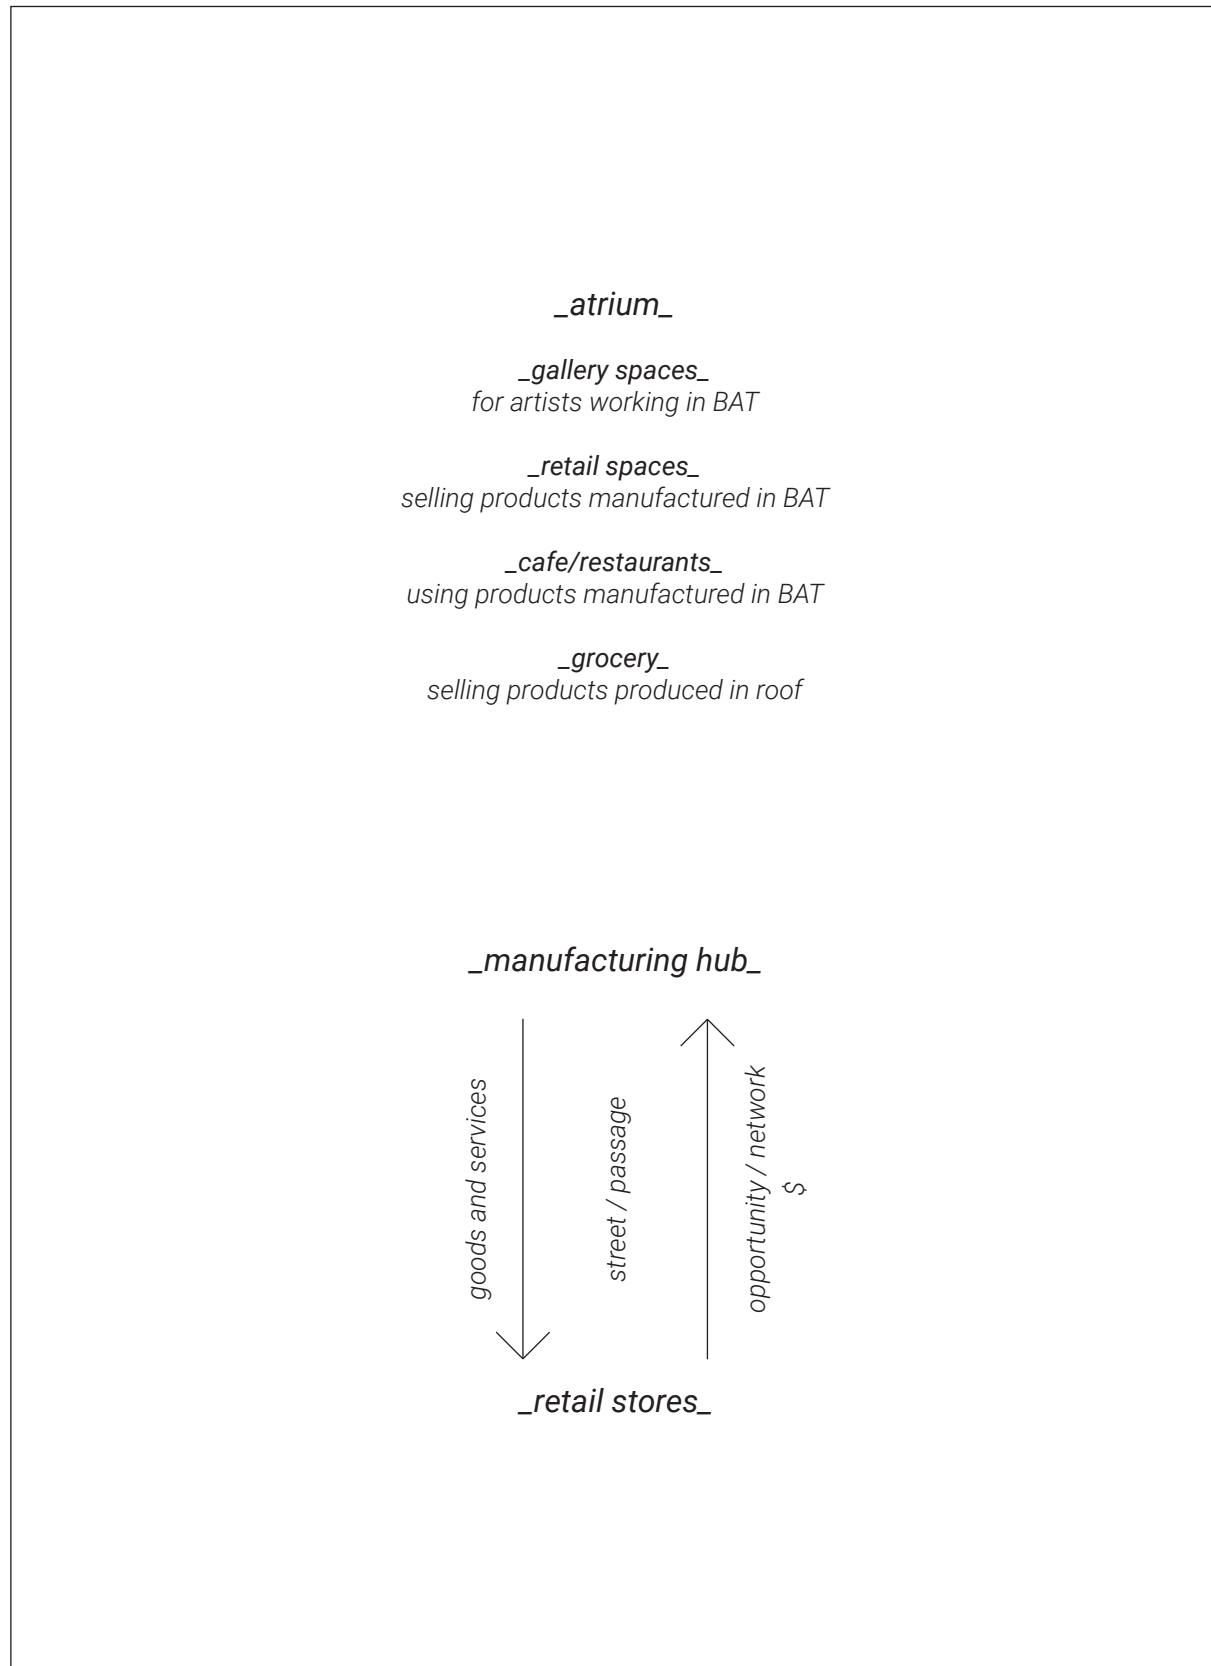 _atrium_
_gallery spaces_
for artists working in BAT
_retail spaces_
selling products manufactured in BAT
_cafe/restaurants_
using products manufactured in BAT
_grocery_
selling products produced in roof
_manufacturing hub_
goods and services
street / passage
opportunity / network
$
_retail stores_